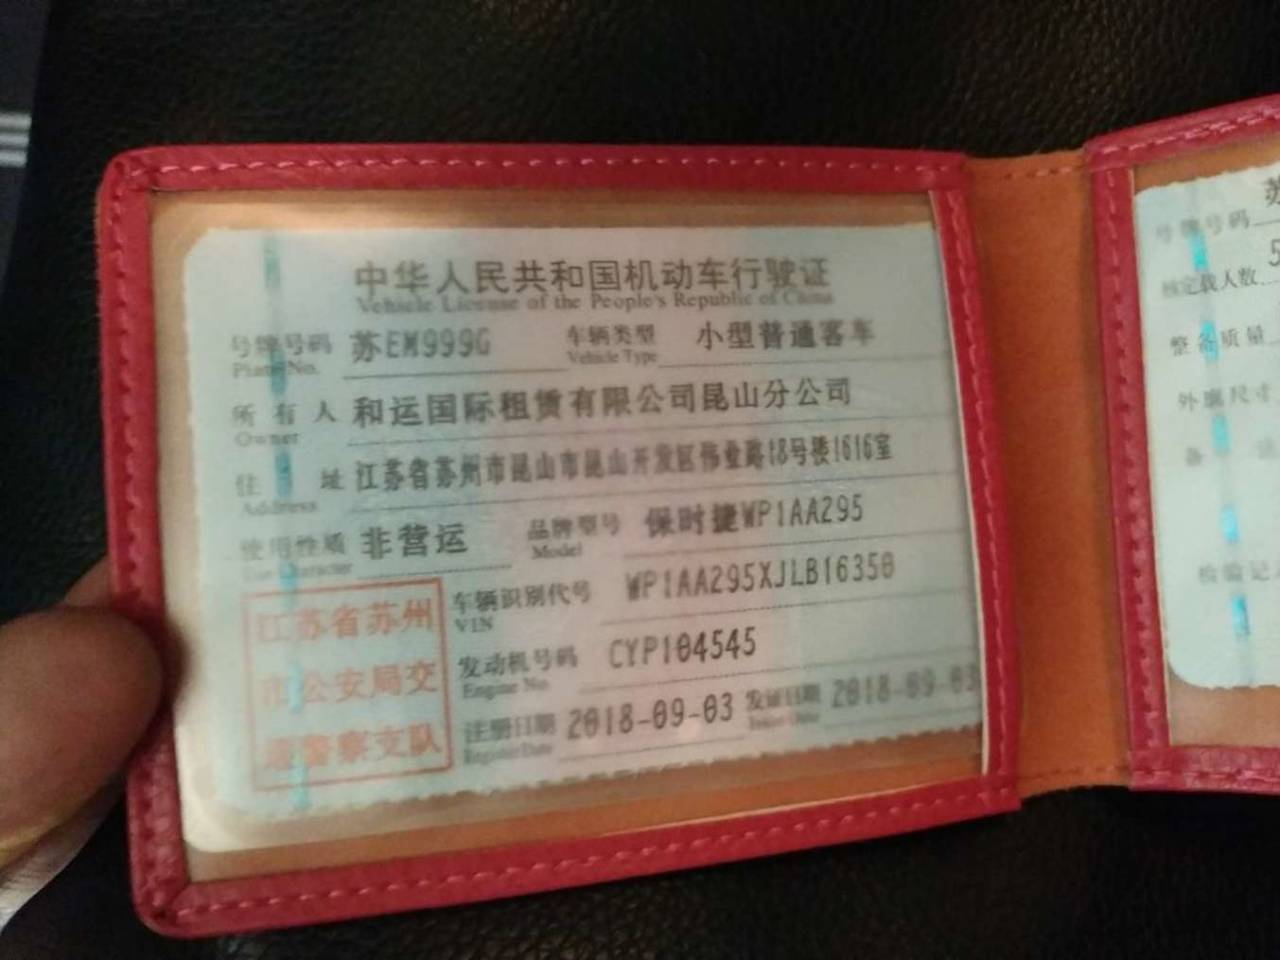 中华人民共和国机动车行驶证
Vehicle License of the People's Republic of China
号牌号码 苏EM999G 车辆类型 小型普通客车
Plate No. Vehicle Type
所有人 和运国际租赁有限公司昆山分公司
Owner
住址 江苏省苏州市昆山市昆山开发区伟业路18号楼1616室
Address
使用性质 非营运 品牌型号 保时捷WP1AA295
Use Character Model
车辆识别代号 WP1AA295XJLB16350
VIN
发动机号码 CYP104545
Engine No.
注册日期 2018-09-03 发证日期 2018-09-03
Register Date Issue Date
江苏省苏州
市公安局交
通警察支队
苏
号牌号码
核定载人数 5
整备质量
外廓尺寸
备注
检验记